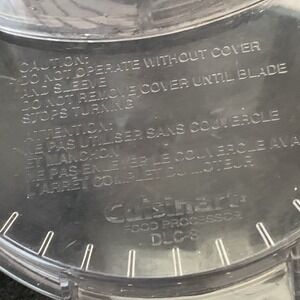 CAUTION:
DO NOT OPERATE WITHOUT COVER
AND SLEEVE
DO NOT REMOVE COVER UNTIL BLADE
STOPS TURNING
ATTENTION:
NE PAS UTILISER SANS COUVERCLE
ET MANCHON
NE PAS ENLEVER LE COUVERCLE AVA
L'ARRET COMPLET DU MOTEUR
Cuisinart
FOOD PROCESSOR
DLC-8